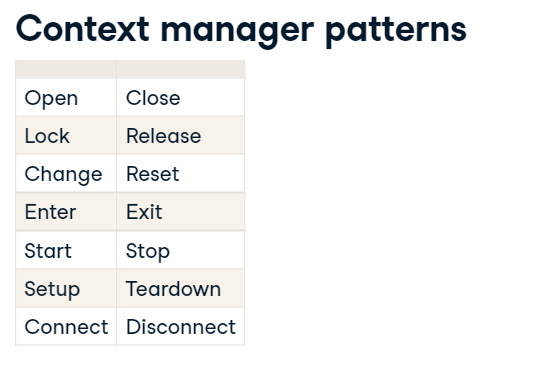 Context manager patterns
Open Close
Lock Release
Change Reset
Enter Exit
Start Stop
Setup Teardown
Connect Disconnect